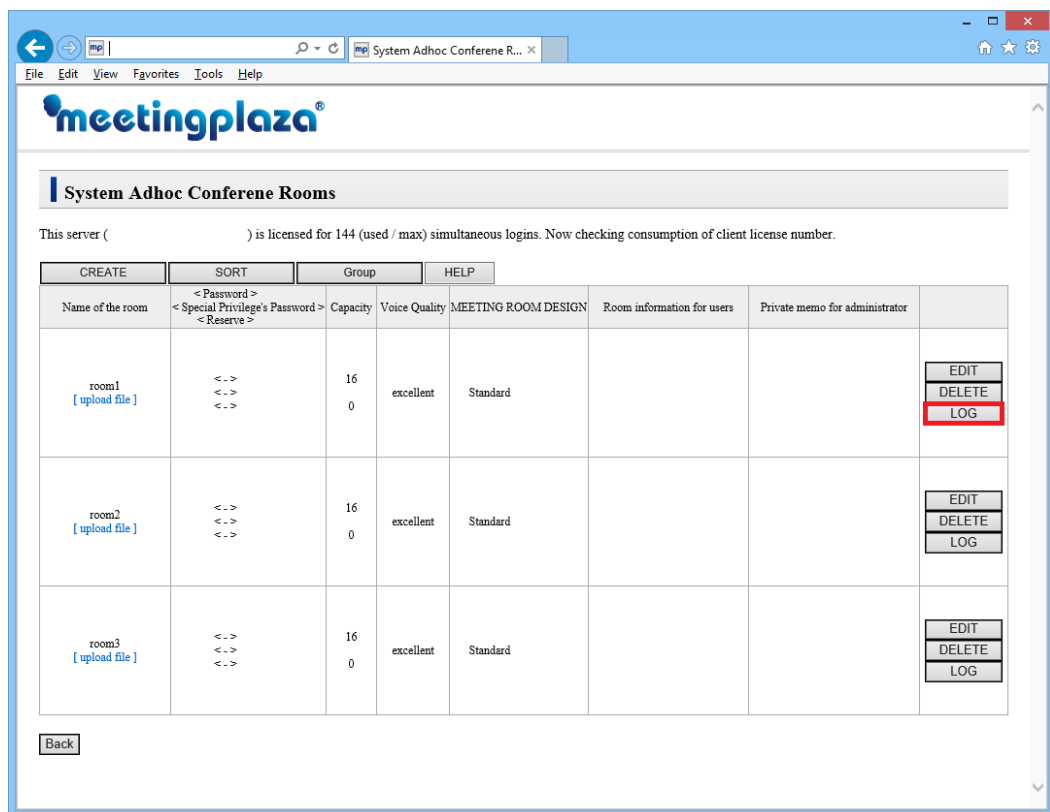 mp
mp System Adhoc Conferene R... ×
File Edit View Favorites Tools Help
meetingplaza®
System Adhoc Conferene Rooms
This server ( ) is licensed for 144 (used / max) simultaneous logins. Now checking consumption of client license number.
CREATE SORT Group HELP
Name of the room
< Password >
< Special Privilege's Password >
< Reserve >
Capacity
Voice Quality
MEETING ROOM DESIGN
Room information for users
Private memo for administrator
room1
[ upload file ]
< - >
< - >
< - >
16
0
excellent
Standard
EDIT
DELETE
LOG
room2
[ upload file ]
< - >
< - >
< - >
16
0
excellent
Standard
EDIT
DELETE
LOG
room3
[ upload file ]
< - >
< - >
< - >
16
0
excellent
Standard
EDIT
DELETE
LOG
Back